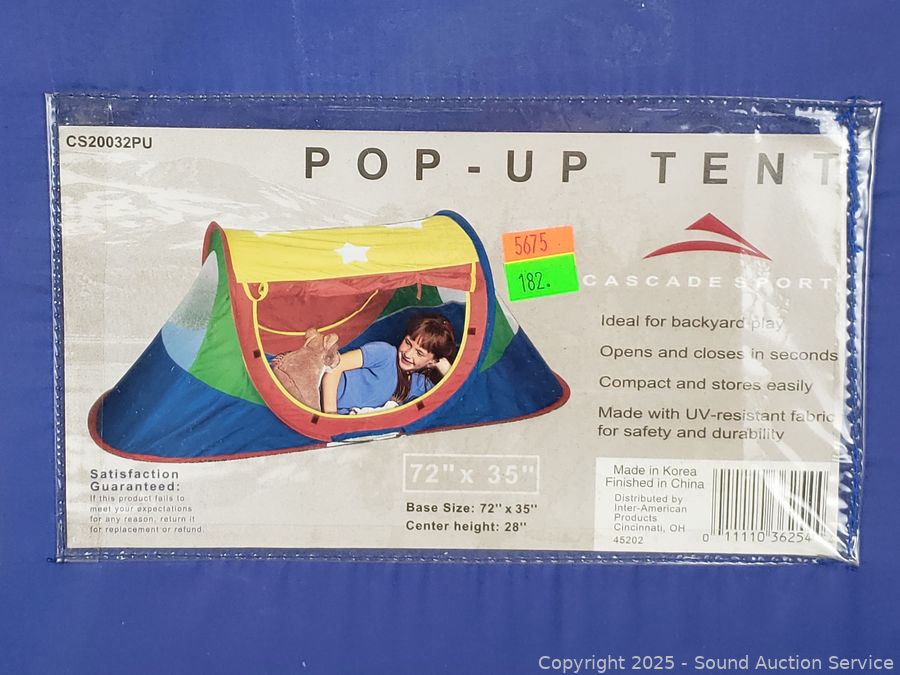 CS20032PU
POP-UP TENT
5675
182.
CASCADE SPORT
Ideal for backyard play
Opens and closes in seconds
Compact and stores easily
Made with UV-resistant fabric
for safety and durability
72" x 35"
Base Size: 72" x 35"
Center height: 28"
Satisfaction
Guaranteed:
If this product fails to
meet your expectations
for any reason, return it
for replacement or refund.
Made in Korea
Finished in China
Distributed by
Inter-American
Products
Cincinnati, OH
45202
0 11110 36254
Copyright 2025 - Sound Auction Service